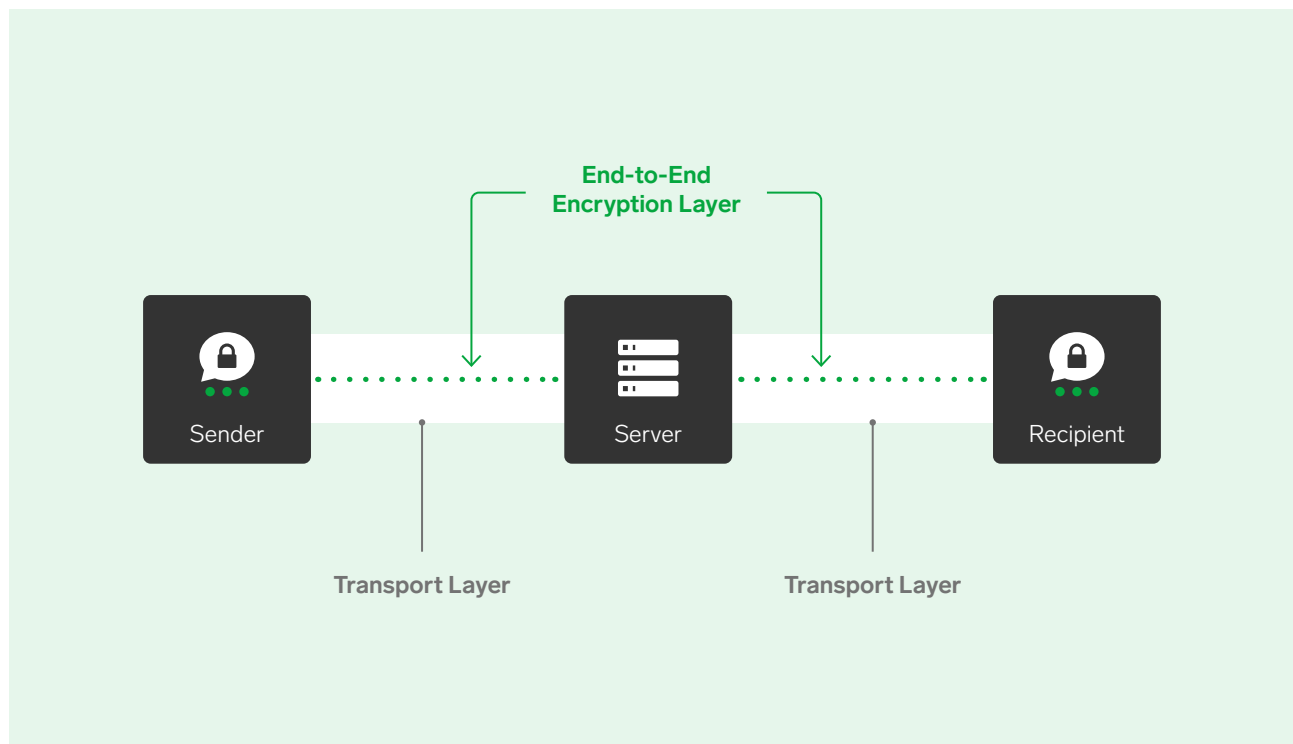 End-to-End
Encryption Layer
Sender
Server
Recipient
Transport Layer
Transport Layer